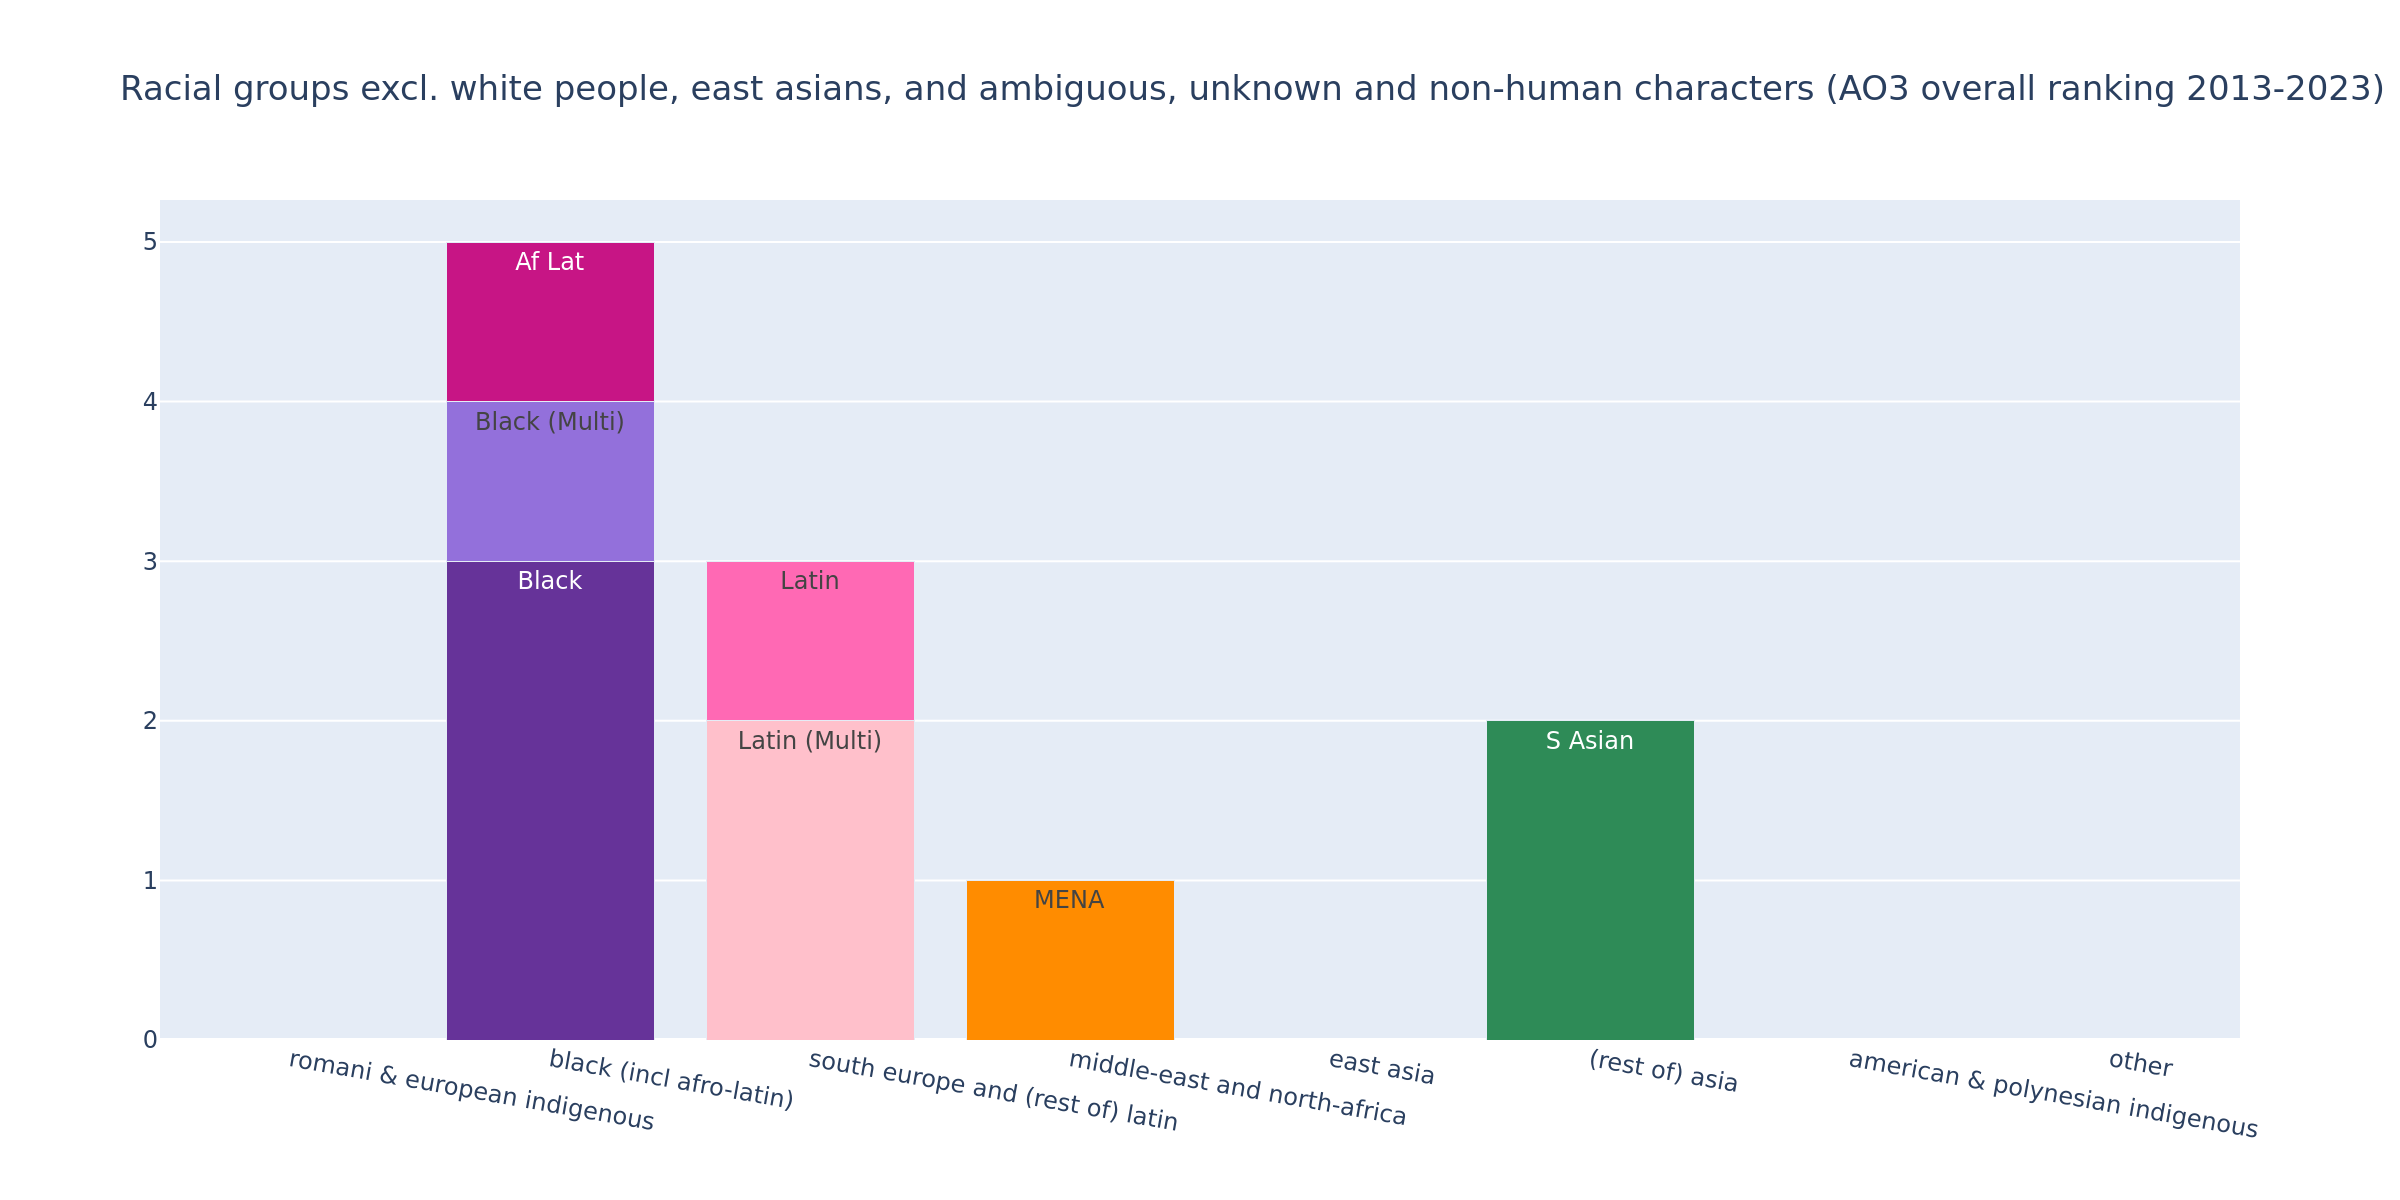 Racial groups excl. white people, east asians, and ambiguous, unknown and non-human characters (AO3 overall ranking 2013-2023)
5
Af Lat
4
Black (Multi)
3
Black
Latin
2
Latin (Multi)
S Asian
1
MENA
0
romani & european indigenous
black (incl afro-latin)
south europe and (rest of) latin
middle-east and north-africa
east asia
(rest of) asia
american & polynesian indigenous
other